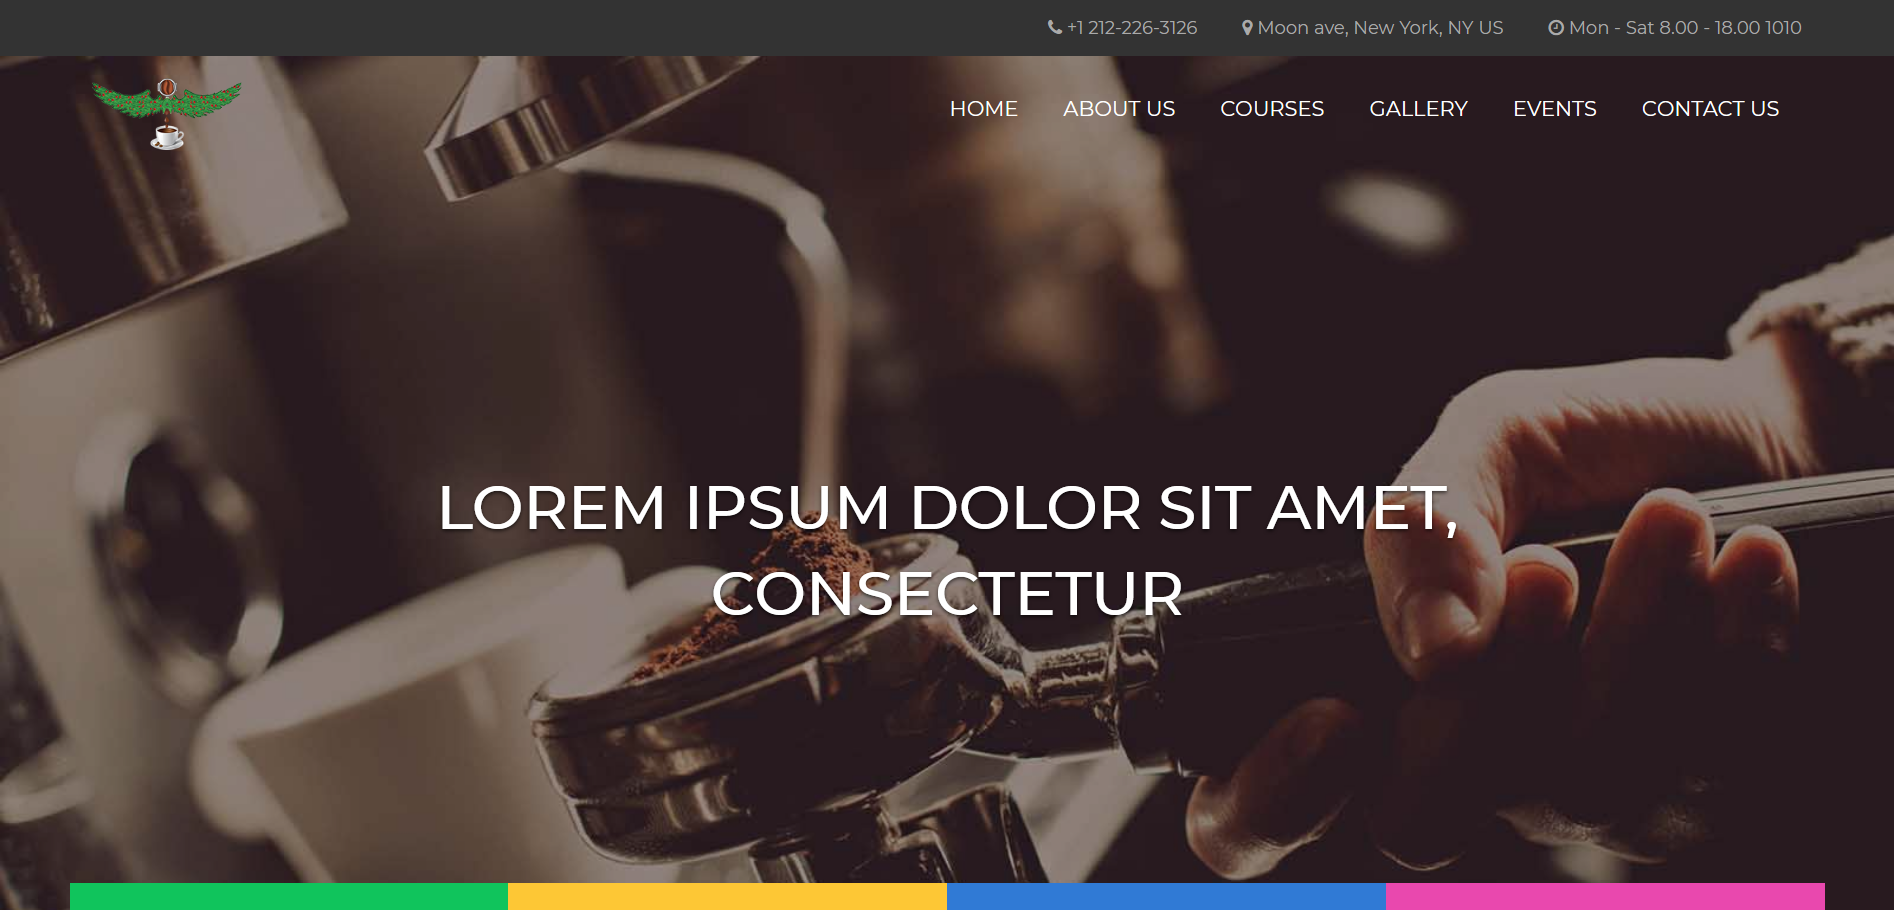 +1 212-226-3126 Moon ave, New York, NY US Mon - Sat 8.00 - 18.00 1010
HOME ABOUT US COURSES GALLERY EVENTS CONTACT US
LOREM IPSUM DOLOR SIT AMET,
CONSECTETUR